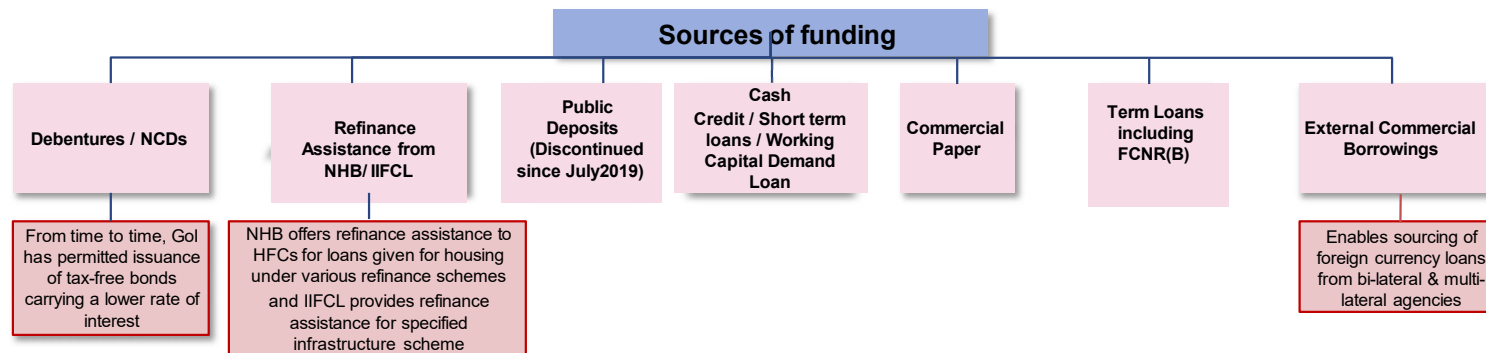 Sources of funding
Debentures / NCDs
Refinance
Assistance from
NHB/ IIFCL
Public
Deposits
(Discontinued
since July2019)
Cash
Credit / Short term
loans / Working
Capital Demand
Loan
Commercial
Paper
Term Loans
including
FCNR(B)
External Commercial
Borrowings
From time to time, GoI
has permitted issuance
of tax-free bonds
carrying a lower rate of
interest
NHB offers refinance assistance to
HFCs for loans given for housing
under various refinance schemes
and IIFCL provides refinance
assistance for specified
infrastructure scheme
Enables sourcing of
foreign currency loans
from bi-lateral & multi-
lateral agencies